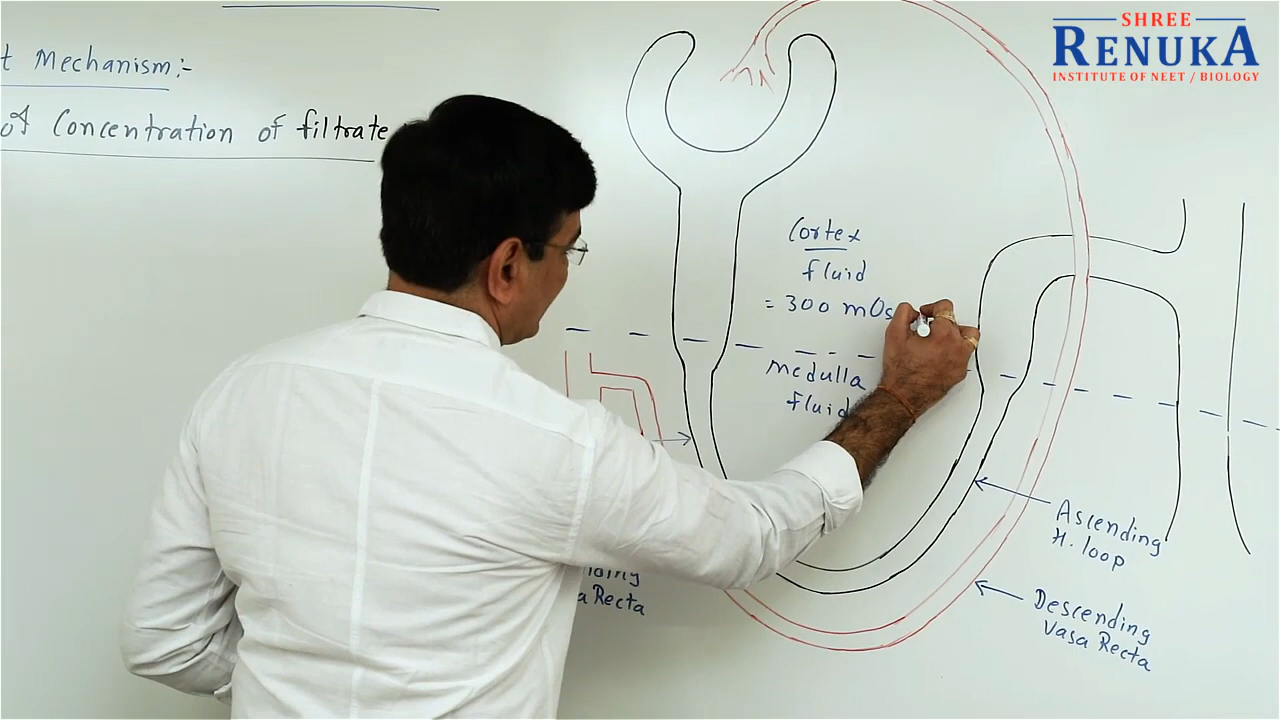 SHREE
RENUKA
INSTITUTE OF NEET / BIOLOGY
t Mechanism:-
of Concentration of filtrate
Cortex
fluid
= 300 mOs
medulla
fluid
Ascending
H. loop
Descending
Vasa Recta
a Recta